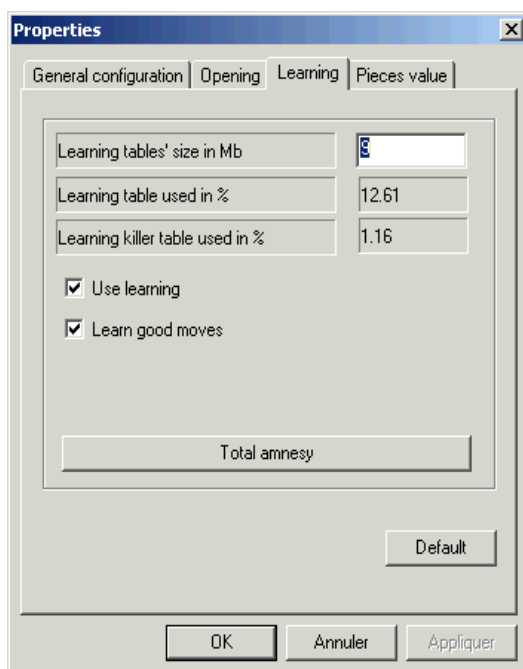 Properties
General configuration Opening Learning Pieces value
Learning tables' size in Mb 9
Learning table used in % 12.61
Learning killer table used in % 1.16
Use learning
Learn good moves
Total amnesy
Default
OK Annuler Appliquer